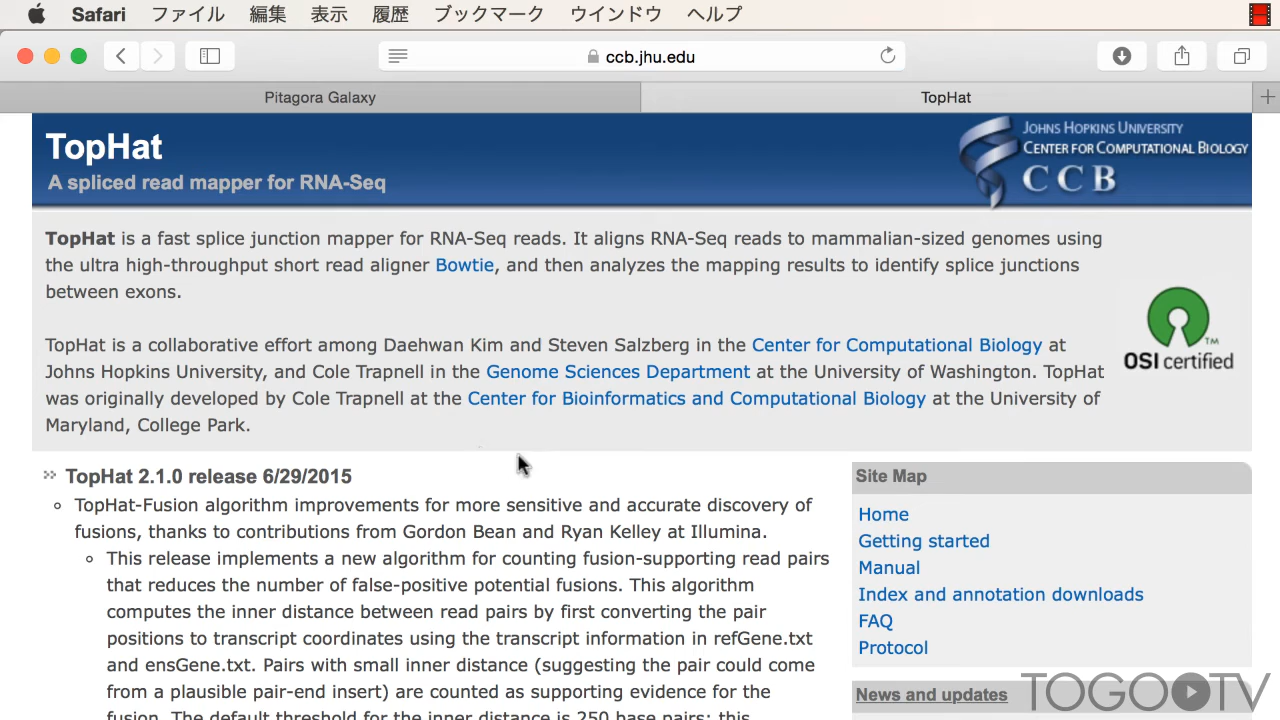 Safari ファイル 編集 表示 履歴 ブックマーク ウインドウ ヘルプ
ccb.jhu.edu
Pitagora Galaxy
TopHat
TopHat
A spliced read mapper for RNA-Seq
JOHNS HOPKINS UNIVERSITY
CENTER FOR COMPUTATIONAL BIOLOGY
CCB
TopHat is a fast splice junction mapper for RNA-Seq reads. It aligns RNA-Seq reads to mammalian-sized genomes using
the ultra high-throughput short read aligner Bowtie, and then analyzes the mapping results to identify splice junctions
between exons.
TopHat is a collaborative effort among Daehwan Kim and Steven Salzberg in the Center for Computational Biology at
Johns Hopkins University, and Cole Trapnell in the Genome Sciences Department at the University of Washington. TopHat
was originally developed by Cole Trapnell at the Center for Bioinformatics and Computational Biology at the University of
Maryland, College Park.
TM
OSI certified
TopHat 2.1.0 release 6/29/2015
TopHat-Fusion algorithm improvements for more sensitive and accurate discovery of
fusions, thanks to contributions from Gordon Bean and Ryan Kelley at Illumina.
This release implements a new algorithm for counting fusion-supporting read pairs
that reduces the number of false-positive potential fusions. This algorithm
computes the inner distance between read pairs by first converting the pair
positions to transcript coordinates using the transcript information in refGene.txt
and ensGene.txt. Pairs with small inner distance (suggesting the pair could come
from a plausible pair-end insert) are counted as supporting evidence for the
fusion. The default threshold for the inner distance is 250 base pairs; this
Site Map
Home
Getting started
Manual
Index and annotation downloads
FAQ
Protocol
News and updates
TOGO TV